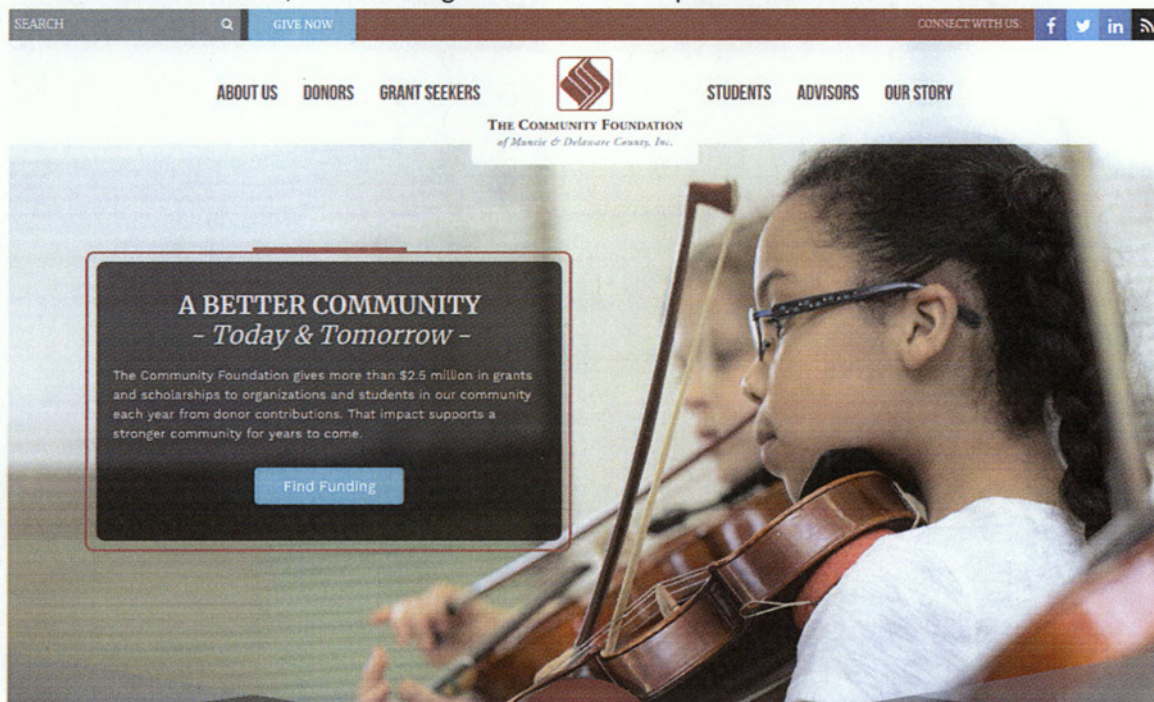 SEARCH
GIVE NOW
CONNECT WITH US:
ABOUT US
DONORS
GRANT SEEKERS
STUDENTS
ADVISORS
OUR STORY
THE COMMUNITY FOUNDATION
of Muncie & Delaware County, Inc.
A BETTER COMMUNITY
– Today & Tomorrow –
The Community Foundation gives more than $2.5 million in grants
and scholarships to organizations and students in our community
each year from donor contributions. That impact supports a
stronger community for years to come.
Find Funding